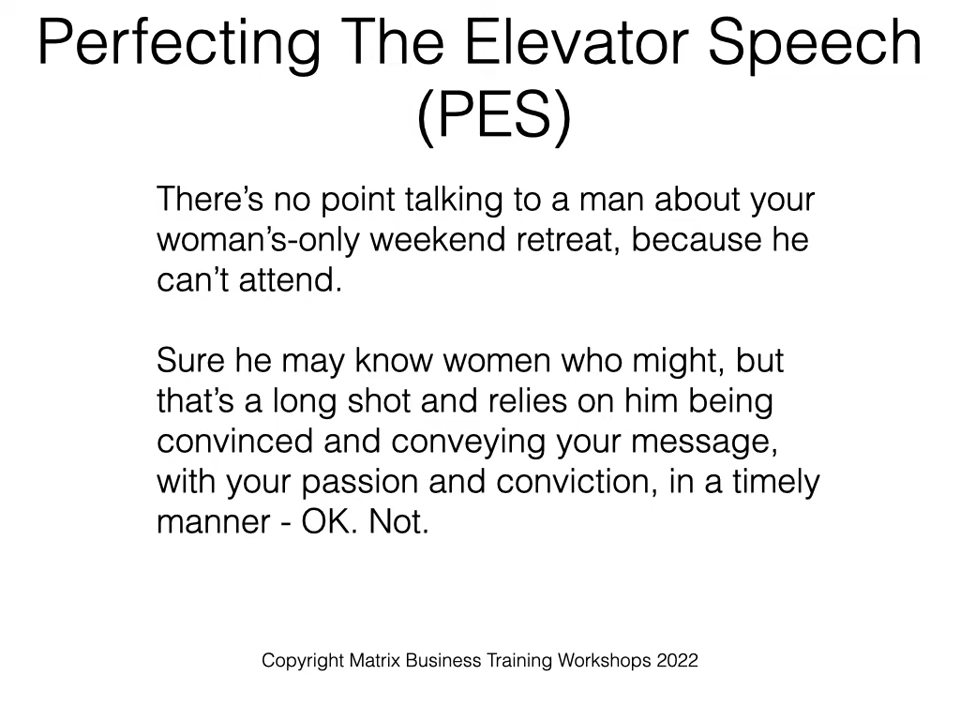 Perfecting The Elevator Speech
(PES)
There’s no point talking to a man about your
woman’s-only weekend retreat, because he
can’t attend.
Sure he may know women who might, but
that’s a long shot and relies on him being
convinced and conveying your message,
with your passion and conviction, in a timely
manner - OK. Not.
Copyright Matrix Business Training Workshops 2022